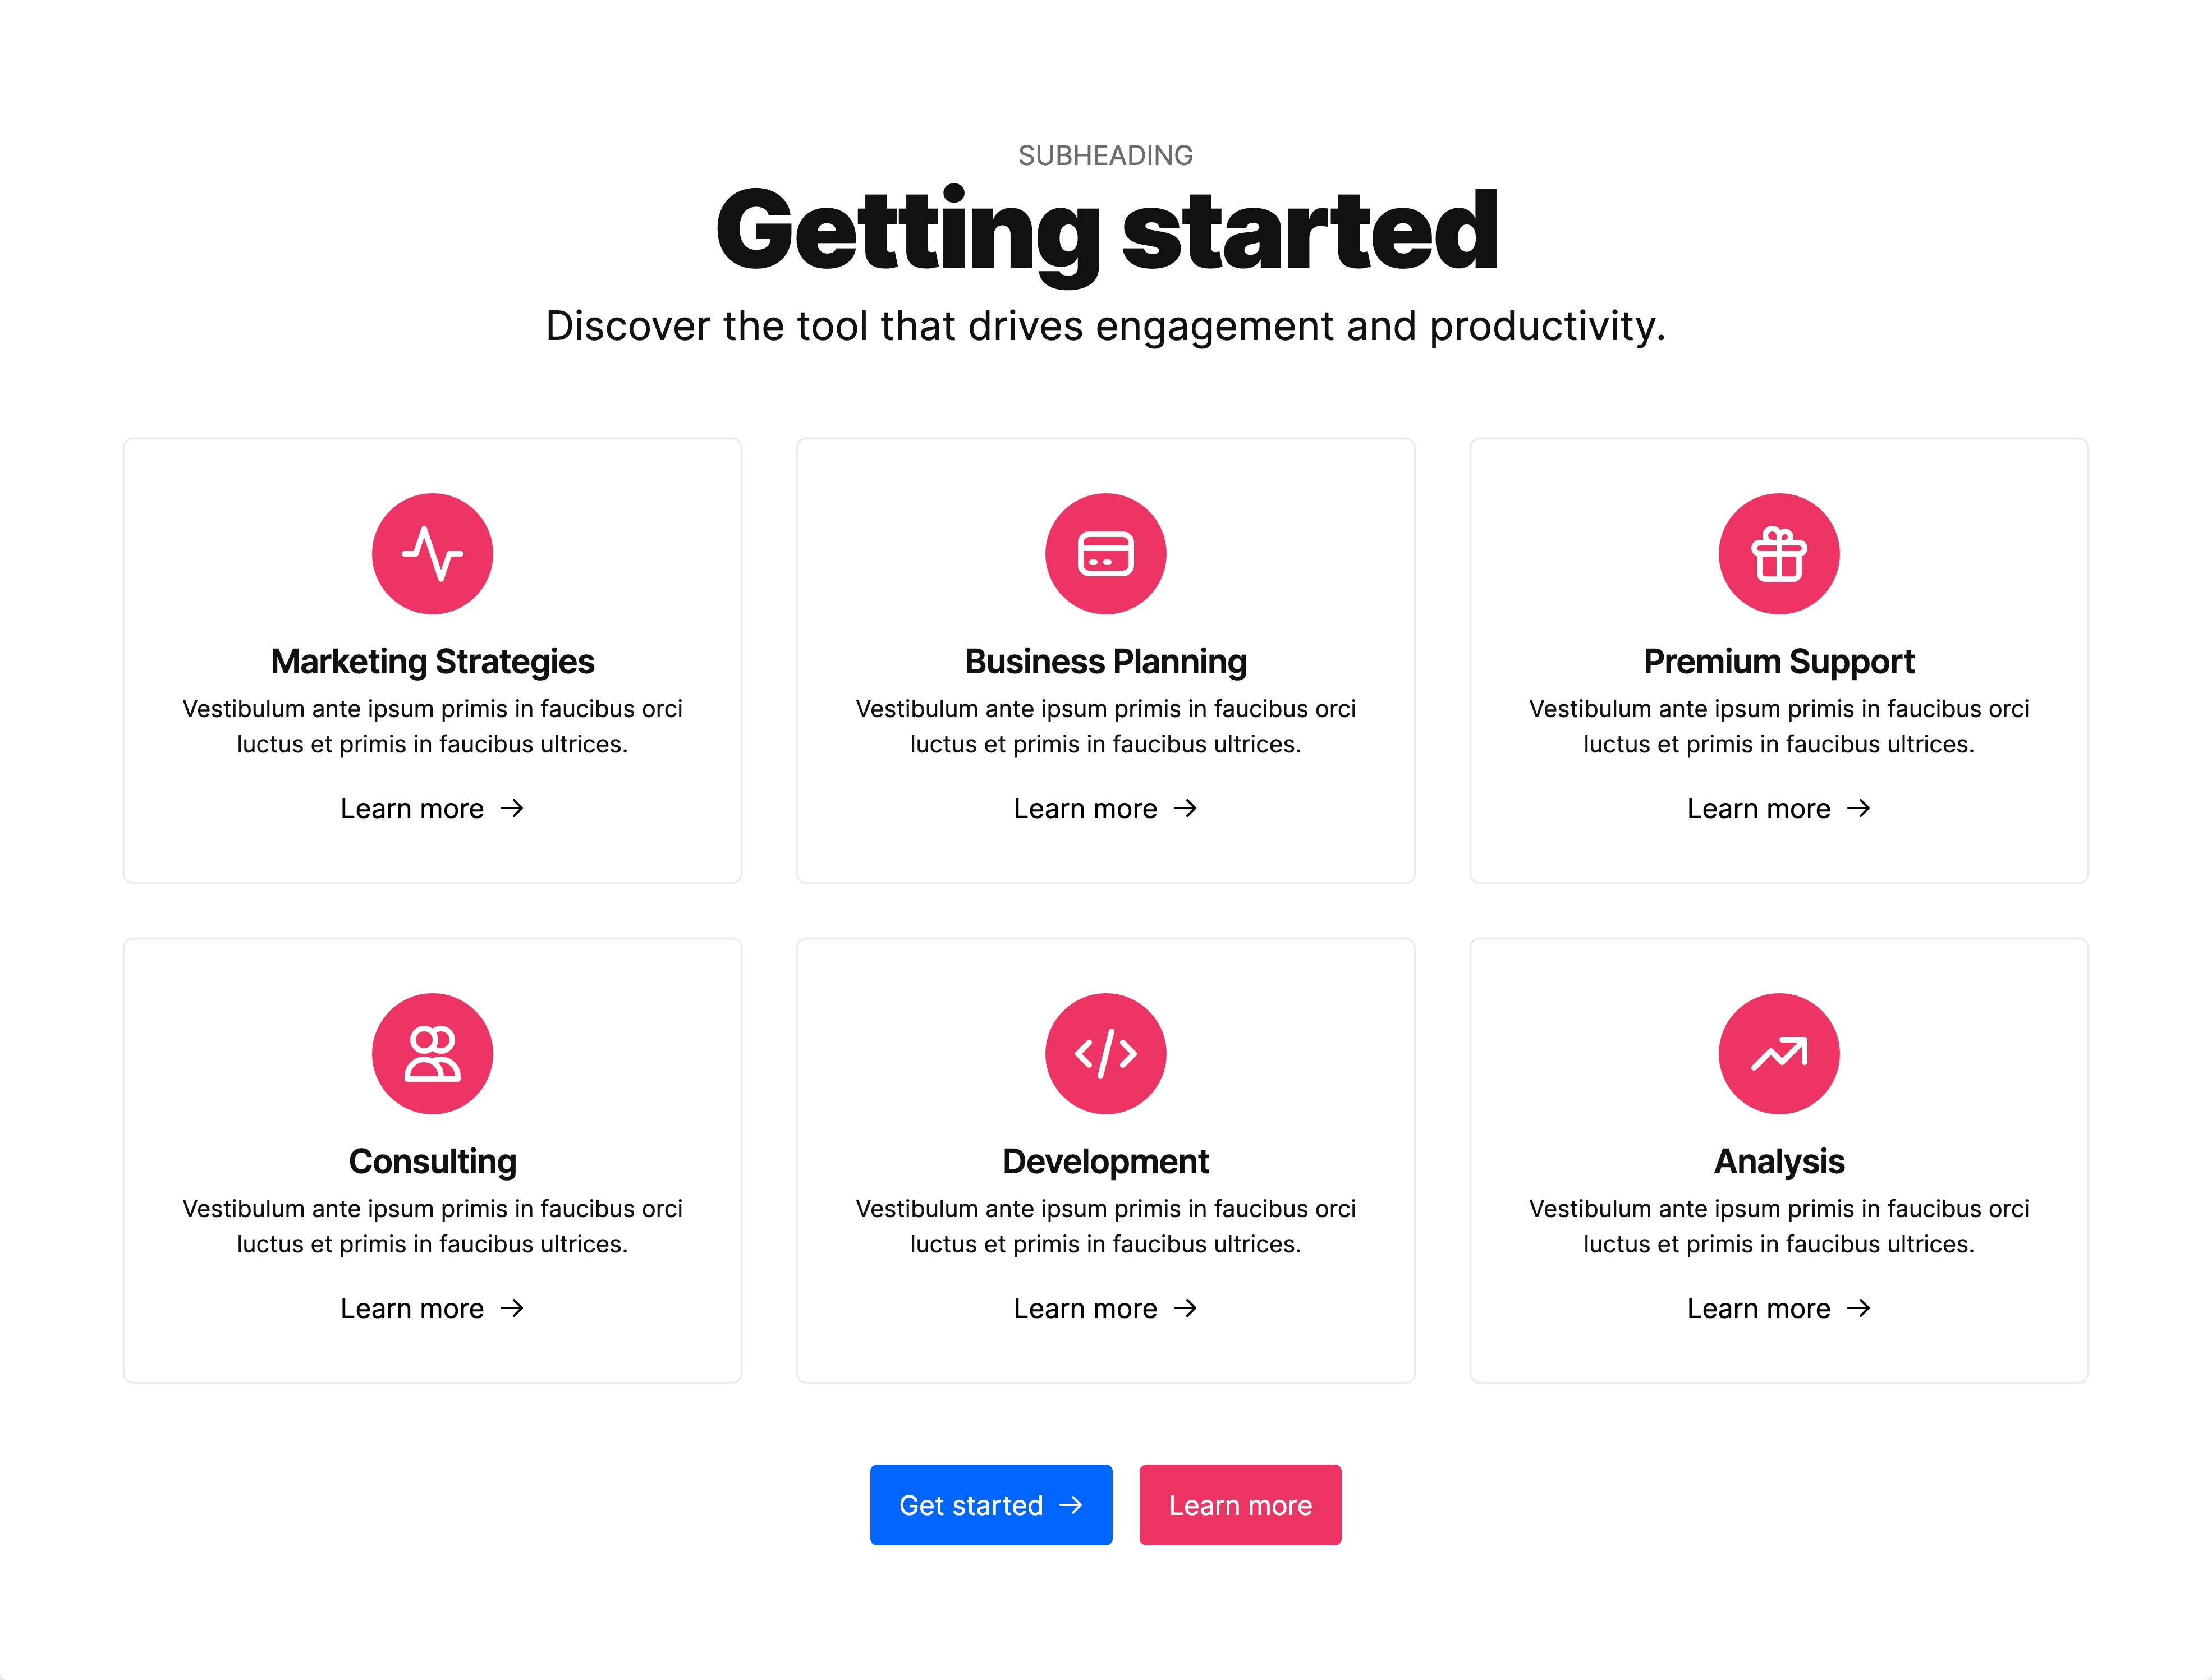 SUBHEADING
Getting started
Discover the tool that drives engagement and productivity.
Marketing Strategies
Vestibulum ante ipsum primis in faucibus orci
luctus et primis in faucibus ultrices.
Learn more →
Business Planning
Vestibulum ante ipsum primis in faucibus orci
luctus et primis in faucibus ultrices.
Learn more →
Premium Support
Vestibulum ante ipsum primis in faucibus orci
luctus et primis in faucibus ultrices.
Learn more →
Consulting
Vestibulum ante ipsum primis in faucibus orci
luctus et primis in faucibus ultrices.
Learn more →
Development
Vestibulum ante ipsum primis in faucibus orci
luctus et primis in faucibus ultrices.
Learn more →
Analysis
Vestibulum ante ipsum primis in faucibus orci
luctus et primis in faucibus ultrices.
Learn more →
Get started →
Learn more